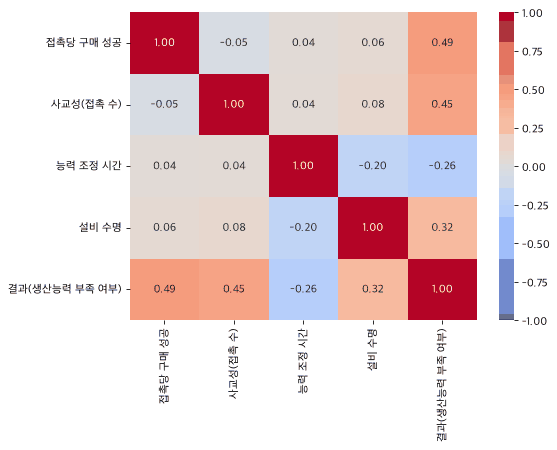 접촉당 구매 성공 1.00 -0.05 0.04 0.06 0.49
사교성(접촉 수) -0.05 1.00 0.04 0.08 0.45
능력 조정 시간 0.04 0.04 1.00 -0.20 -0.26
설비 수명 0.06 0.08 -0.20 1.00 0.32
결과(생산능력 부족 여부) 0.49 0.45 -0.26 0.32 1.00
접촉당 구매 성공
사교성(접촉 수)
능력 조정 시간
설비 수명
결과(생산능력 부족 여부)
1.00
0.75
0.50
0.25
0.00
-0.25
-0.50
-0.75
-1.00